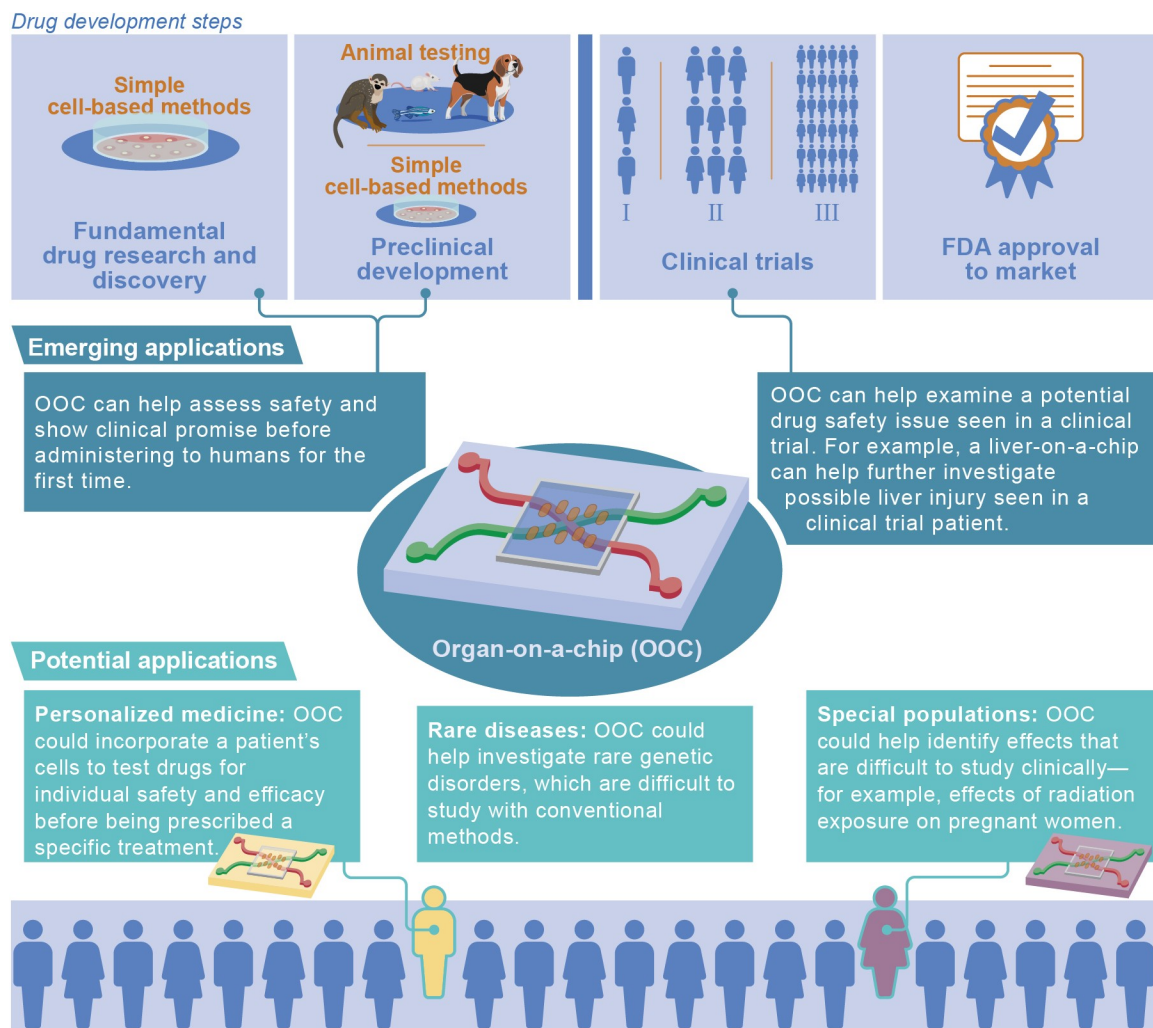 Drug development steps
Simple
cell-based methods
Fundamental
drug research and
discovery
Animal testing
Simple
cell-based methods
Preclinical
development
I
II
III
Clinical trials
FDA approval
to market
Emerging applications
OOC can help assess safety and
show clinical promise before
administering to humans for the
first time.
OOC can help examine a potential
drug safety issue seen in a clinical
trial. For example, a liver-on-a-chip
can help further investigate
possible liver injury seen in a
clinical trial patient.
Organ-on-a-chip (OOC)
Potential applications
Personalized medicine: OOC
could incorporate a patient’s
cells to test drugs for
individual safety and efficacy
before being prescribed a
specific treatment.
Rare diseases: OOC could
help investigate rare genetic
disorders, which are difficult to
study with conventional
methods.
Special populations: OOC
could help identify effects that
are difficult to study clinically—
for example, effects of radiation
exposure on pregnant women.